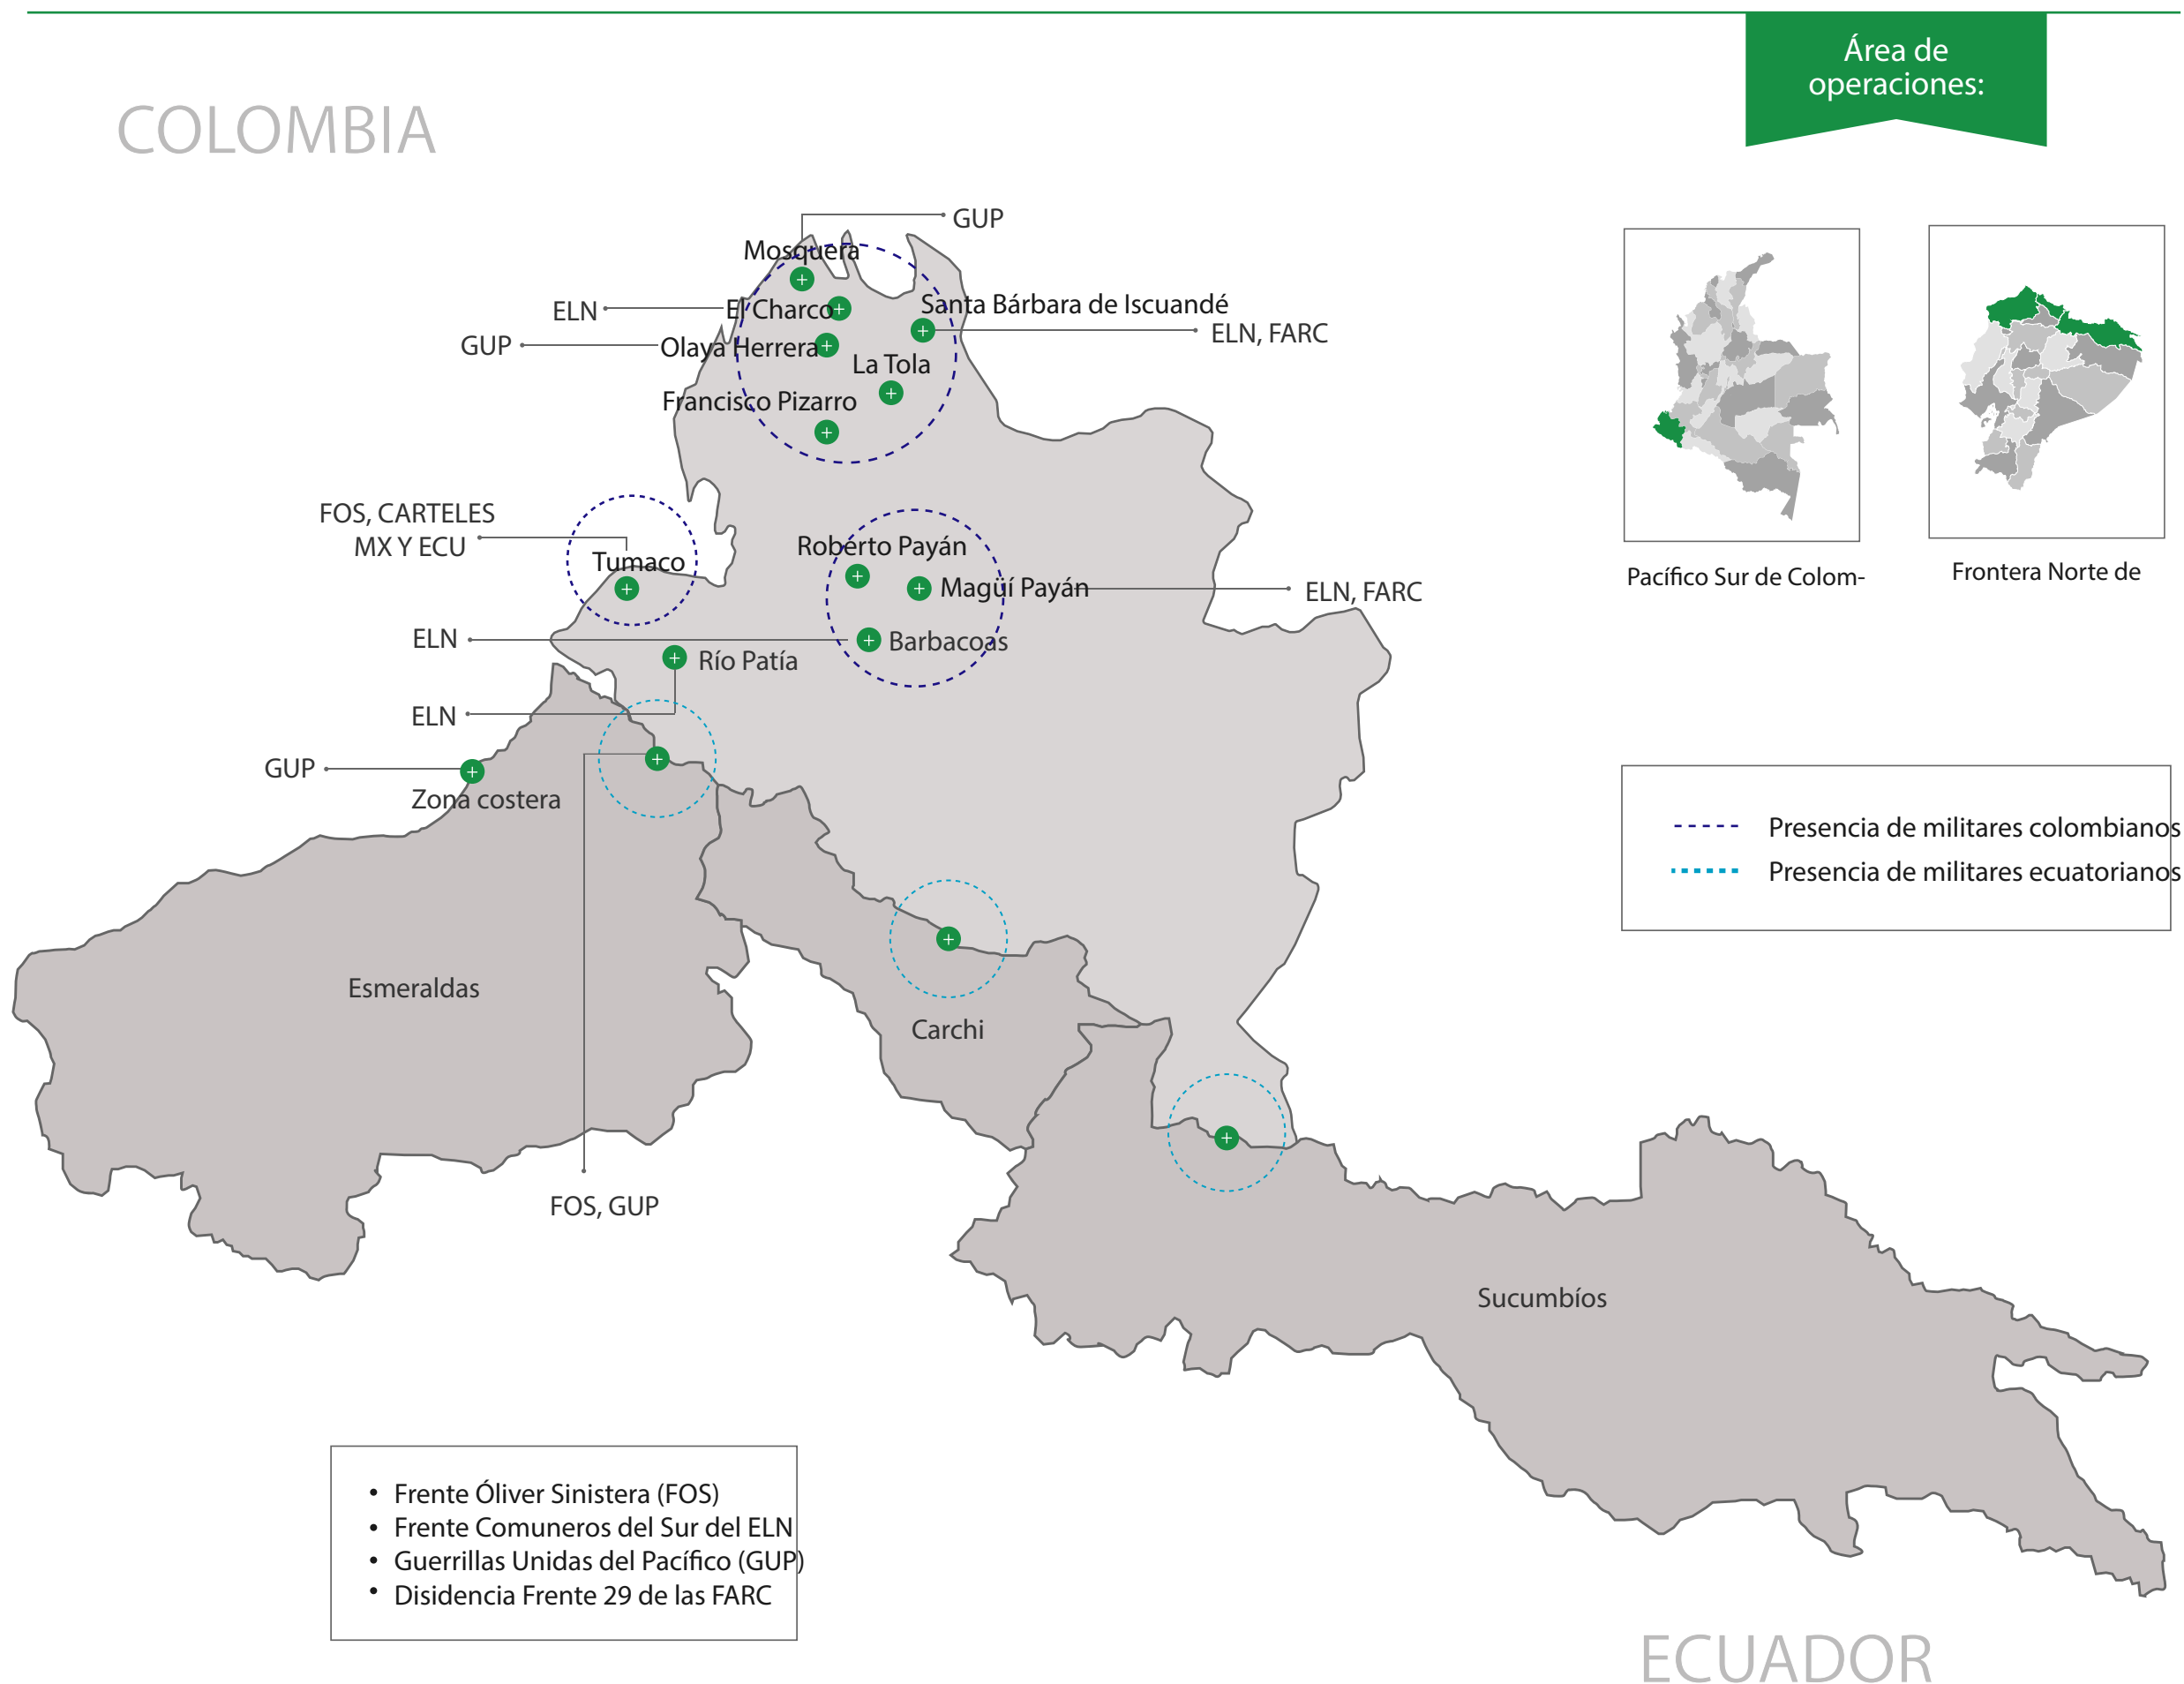 Área de
operaciones:
COLOMBIA
GUP
Mosquera
ELN
El Charco
Santa Bárbara de Iscuandé
ELN, FARC
GUP
Olaya Herrera
La Tola
Francisco Pizarro
FOS, CARTELES
MX Y ECU
Tumaco
Roberto Payán
Magüí Payán
ELN, FARC
ELN
Barbacoas
Río Patía
ELN
GUP
Zona costera
Pacífico Sur de Colom-
Frontera Norte de
Presencia de militares colombianos
Presencia de militares ecuatorianos
Esmeraldas
Carchi
FOS, GUP
Sucumbíos
• Frente Óliver Sinistera (FOS)
• Frente Comuneros del Sur del ELN
• Guerrillas Unidas del Pacífico (GUP)
• Disidencia Frente 29 de las FARC
ECUADOR